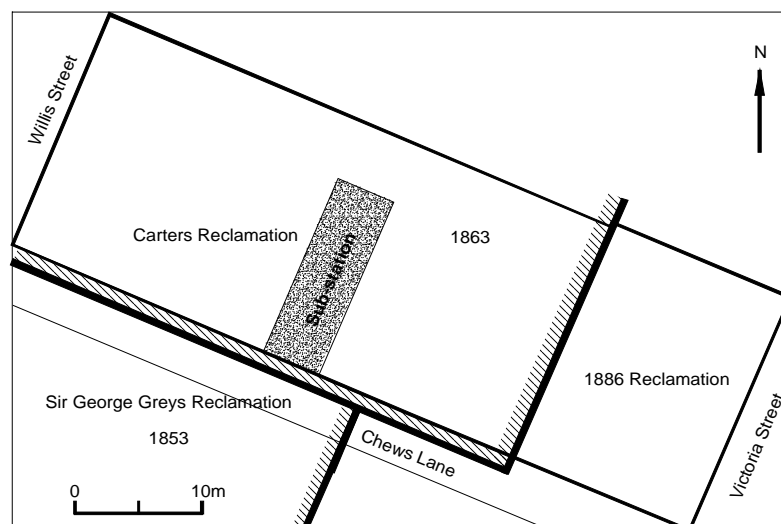 Willis Street
N
Carters Reclamation
1863
Sub station
1886 Reclamation
Sir George Greys Reclamation
1853
Chews Lane
Victoria Street
0 10m